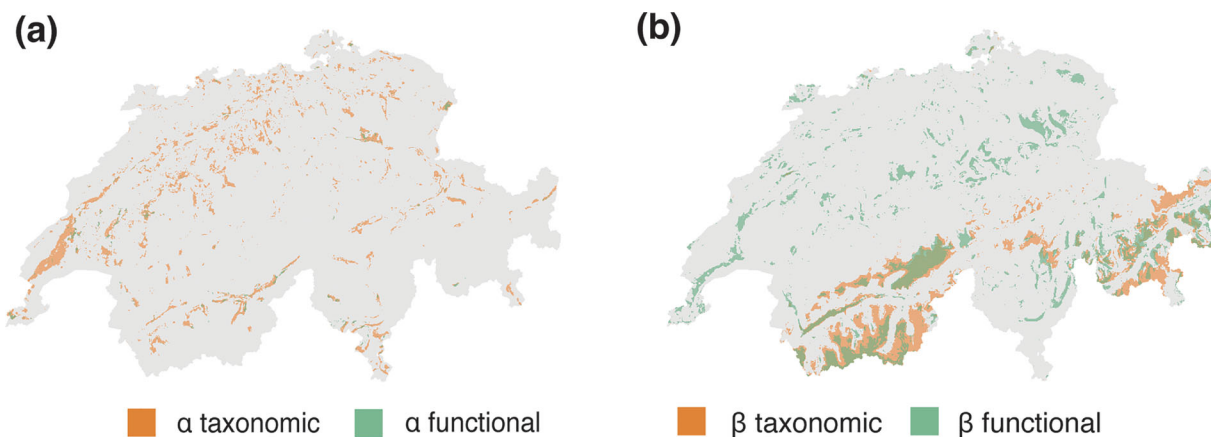 (a)
(b)
α taxonomic α functional
β taxonomic β functional